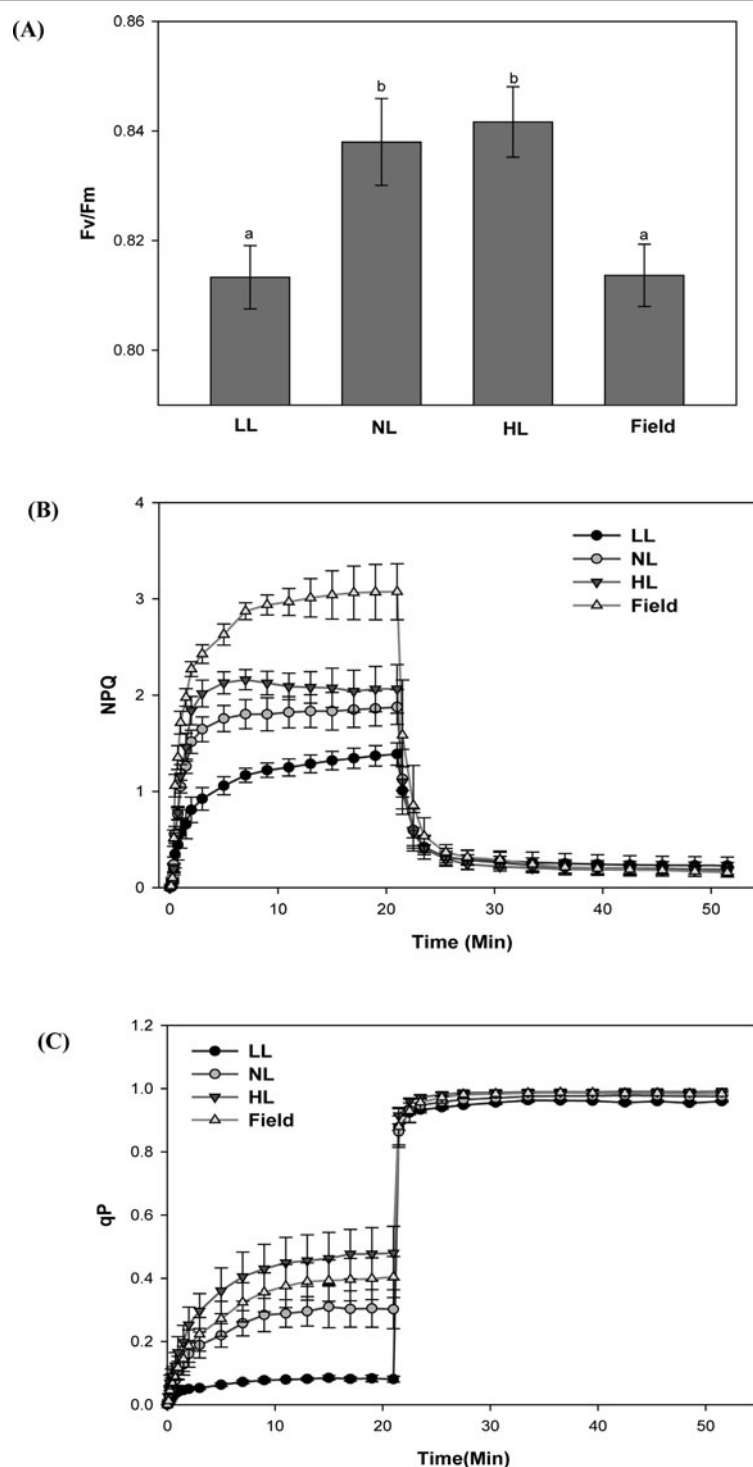 (A)
0.86
0.84
0.82
0.80
Fv/Fm
a
b
b
a
LL
NL
HL
Field
(B)
4
3
2
1
0
NPQ
LL
NL
HL
Field
0
10
20
30
40
50
Time (Min)
(C)
1.2
1.0
0.8
0.6
0.4
0.2
0.0
qP
LL
NL
HL
Field
0
10
20
30
40
50
Time(Min)